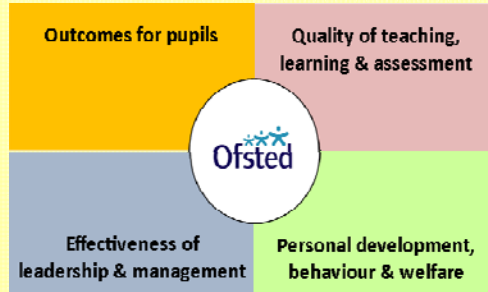 Outcomes for pupils
Quality of teaching,
learning & assessment
Ofsted
Effectiveness of
leadership & management
Personal development,
behaviour & welfare